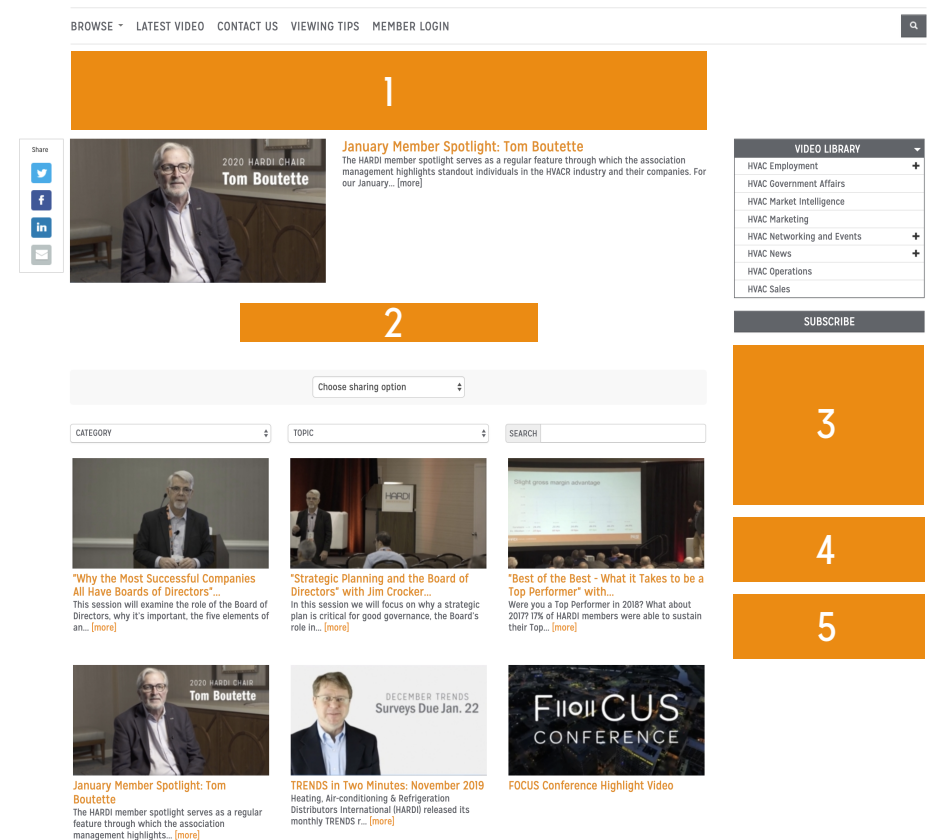 BROWSE LATEST VIDEO CONTACT US VIEWING TIPS MEMBER LOGIN
1
Share
2020 HARDI CHAIR
Tom Boutette
January Member Spotlight: Tom Boutette
The HARDI member spotlight serves as a regular feature through which the association
management highlights standout individuals in the HVACR industry and their companies. For
our January... [more]
VIDEO LIBRARY
HVAC Employment
HVAC Government Affairs
HVAC Market Intelligence
HVAC Marketing
HVAC Networking and Events
HVAC News
HVAC Operations
HVAC Sales
SUBSCRIBE
2
3
4
5
Choose sharing option
CATEGORY
TOPIC
SEARCH
"Why the Most Successful Companies
All Have Boards of Directors"...
This session will examine the role of the Board of
Directors, why it's important, the five elements of
an... [more]
HARDI
"Strategic Planning and the Board of
Directors" with Jim Crocker...
In this session we will focus on why a strategic
plan is critical for good governance, the Board's
role in... [more]
Right gross margin advantage
"Best of the Best - What it Takes to be a
Top Performer" with...
Were you a Top Performer in 2018? What about
2017? 17% of HARDI members were able to sustain
their Top... [more]
2020 HARDI CHAIR
Tom Boutette
January Member Spotlight: Tom
Boutette
The HARDI member spotlight serves as a regular
feature through which the association
management highlights... [more]
DECEMBER TRENDS
Surveys Due Jan. 22
TRENDS in Two Minutes: November 2019
Heating, Air-conditioning & Refrigeration
Distributors International (HARDI) released its
monthly TRENDS r... [more]
FOCUS
CONFERENCE
FOCUS Conference Highlight Video